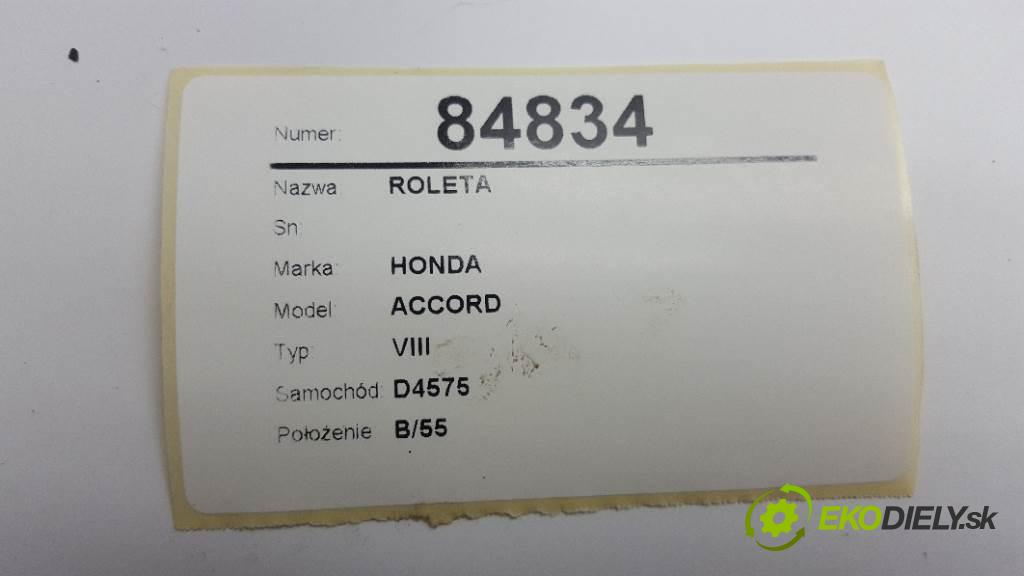 Numer: 84834
Nazwa ROLETA
Sn:
Marka: HONDA
Model: ACCORD
Typ VIII
Samochód: D4575
Położenie B/55
EKODIELY.sk